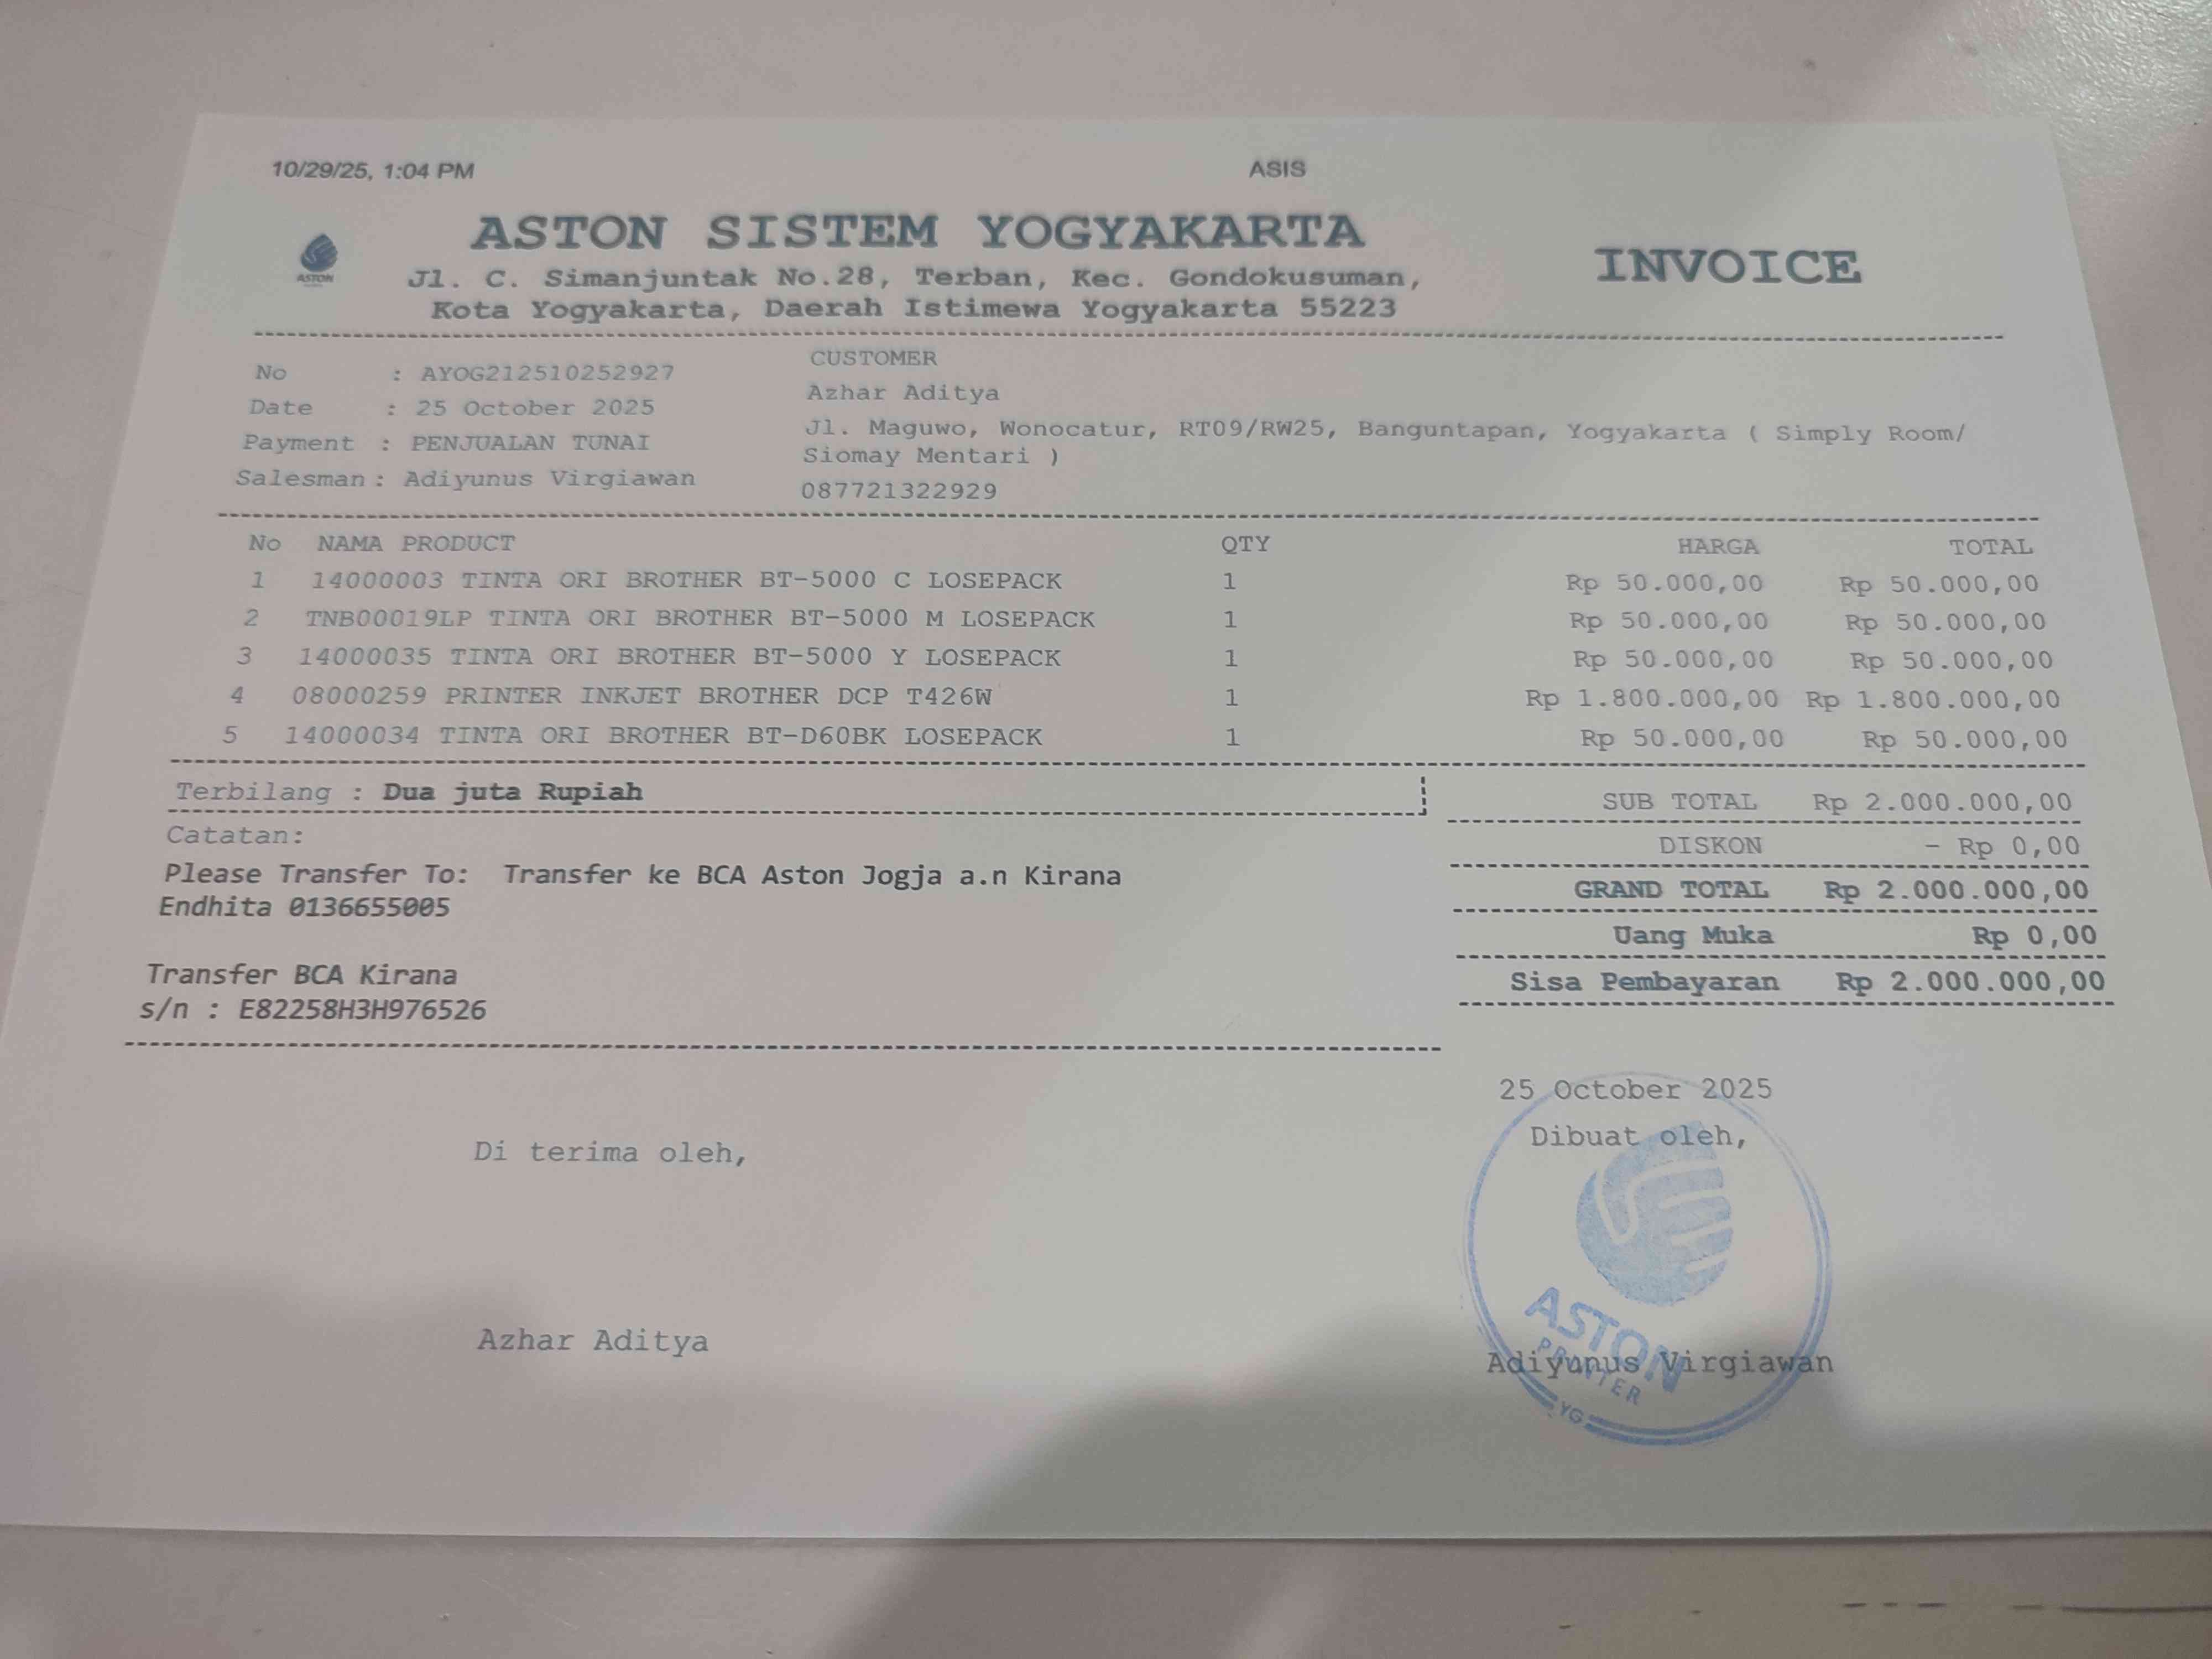 10/29/25, 1:04 PM ASIS
ASTON
ASTON SISTEM YOGYAKARTA
INVOICE
Jl. C. Simanjuntak No.28, Terban, Kec. Gondokusuman,
Kota Yogyakarta, Daerah Istimewa Yogyakarta 55223
No : AYOG212510252927
Date : 25 October 2025
Payment : PENJUALAN TUNAI
Salesman : Adiyunus Virgiawan
CUSTOMER
Azhar Aditya
Jl. Maguwo, Wonocatur, RT09/RW25, Banguntapan, Yogyakarta ( Simply Room/
Siomay Mentari )
087721322929
No NAMA PRODUCT QTY HARGA TOTAL
1 14000003 TINTA ORI BROTHER BT-5000 C LOSEPACK 1 Rp 50.000,00 Rp 50.000,00
2 TNB00019LP TINTA ORI BROTHER BT-5000 M LOSEPACK 1 Rp 50.000,00 Rp 50.000,00
3 14000035 TINTA ORI BROTHER BT-5000 Y LOSEPACK 1 Rp 50.000,00 Rp 50.000,00
4 08000259 PRINTER INKJET BROTHER DCP T426W 1 Rp 1.800.000,00 Rp 1.800.000,00
5 14000034 TINTA ORI BROTHER BT-D60BK LOSEPACK 1 Rp 50.000,00 Rp 50.000,00
Terbilang : Dua juta Rupiah
Catatan:
Please Transfer To: Transfer ke BCA Aston Jogja a.n Kirana
Endhita 0136655005
Transfer BCA Kirana
s/n : E82258H3H976526
SUB TOTAL Rp 2.000.000,00
DISKON - Rp 0,00
GRAND TOTAL Rp 2.000.000,00
Uang Muka Rp 0,00
Sisa Pembayaran Rp 2.000.000,00
Di terima oleh,
Azhar Aditya
25 October 2025
Dibuat oleh,
ASTON
PRINTER
YG
Adiyunus Virgiawan